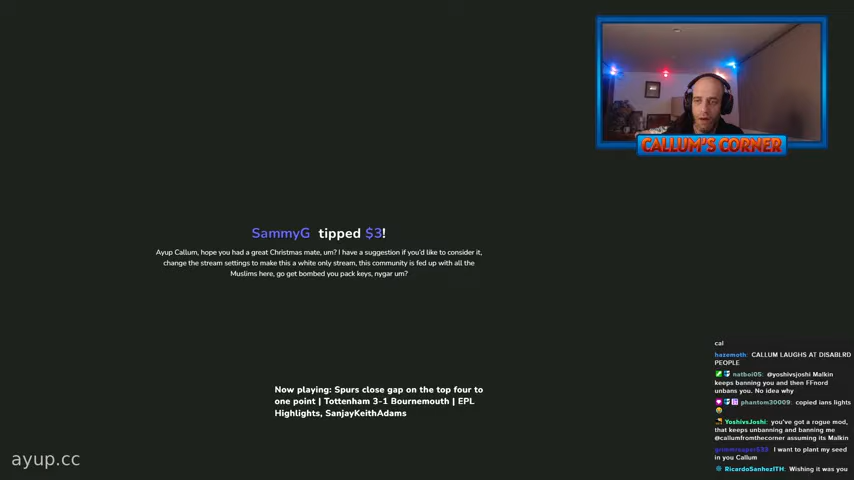 CALLUM'S CORNER
SammyG tipped $3!
Ayup Callum, hope you had a great Christmas mate, um? I have a suggestion if you'd like to consider it,
change the stream settings to make this a white only stream, this community is fed up with all the
Muslims here, go get bombed you pack keys, nygar um?
cal
hazemoth: CALLUM LAUGHS AT DISABLRD
PEOPLE
natboi05: @yoshivsjoshi Malkin
keeps banning you and then FFnord
unbans you. No idea why
phantom30009: copied ians lights
YoshivsJoshi: you've got a rogue mod,
that keeps unbanning and banning me
@callumfromthecorner assuming its Malkin
grimmrauper539: I want to plant my seed
in you Callum
RicardoSanhezITH: Wishing it was you
Now playing: Spurs close gap on the top four to
one point | Tottenham 3-1 Bournemouth | EPL
Highlights, SanjayKeithAdams
ayup.cc